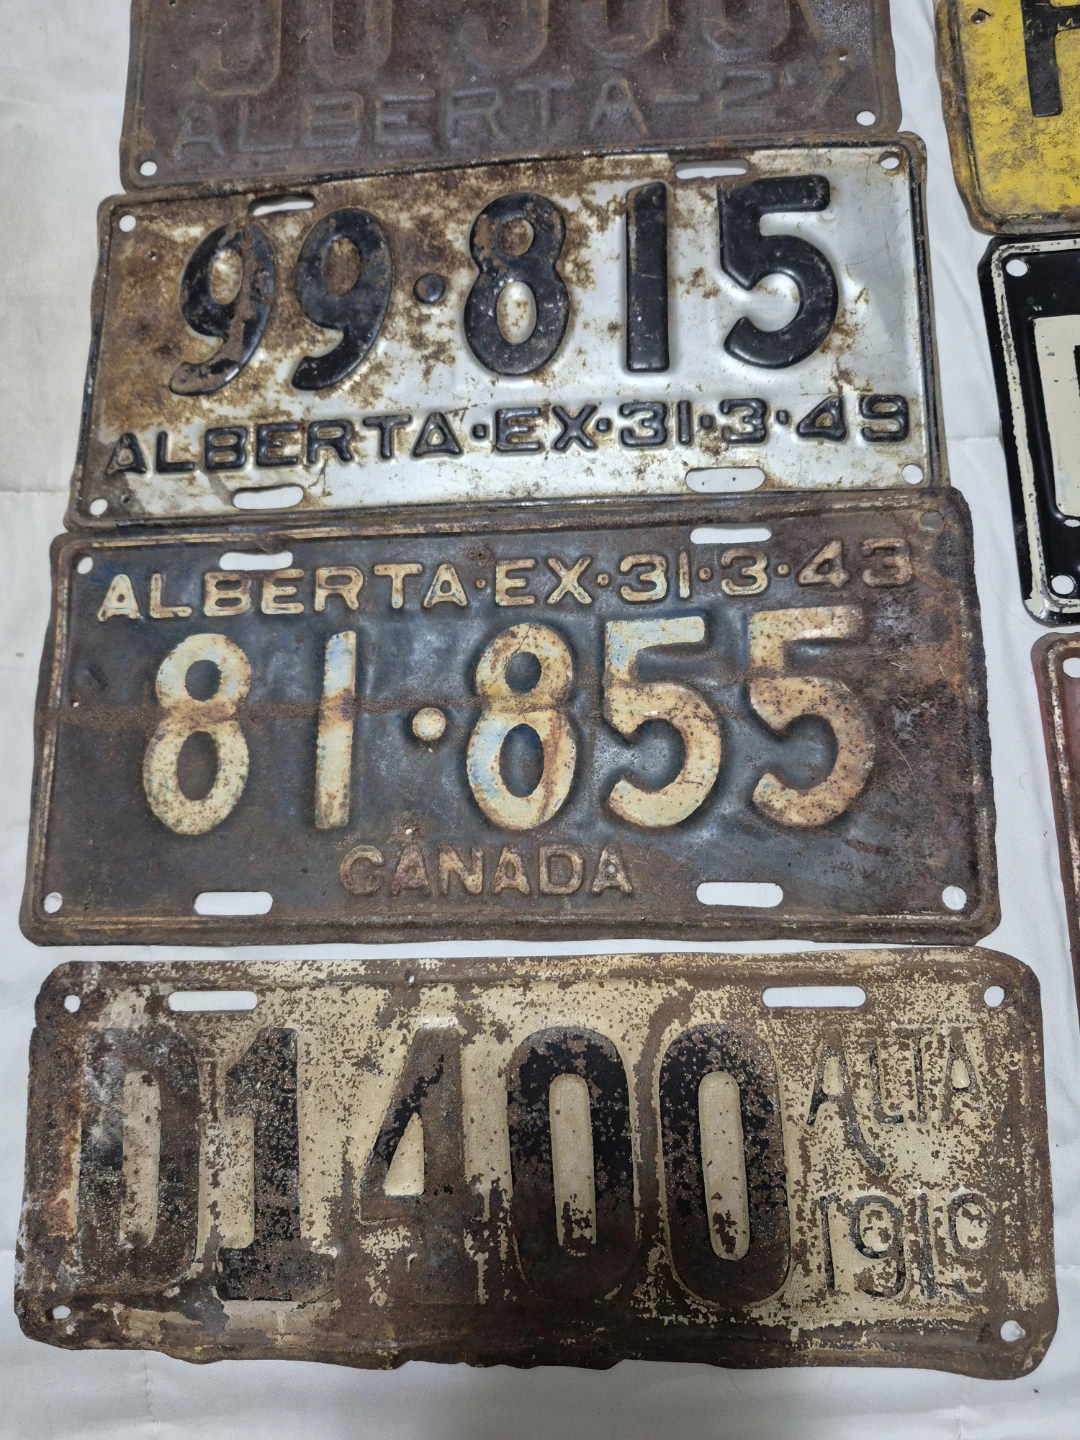 ALBERTA-27
99·815
ALBERTA·EX·31·3·49
ALBERTA·EX·31·3·43
81·855
CANADA
D1400
ALTA
1919